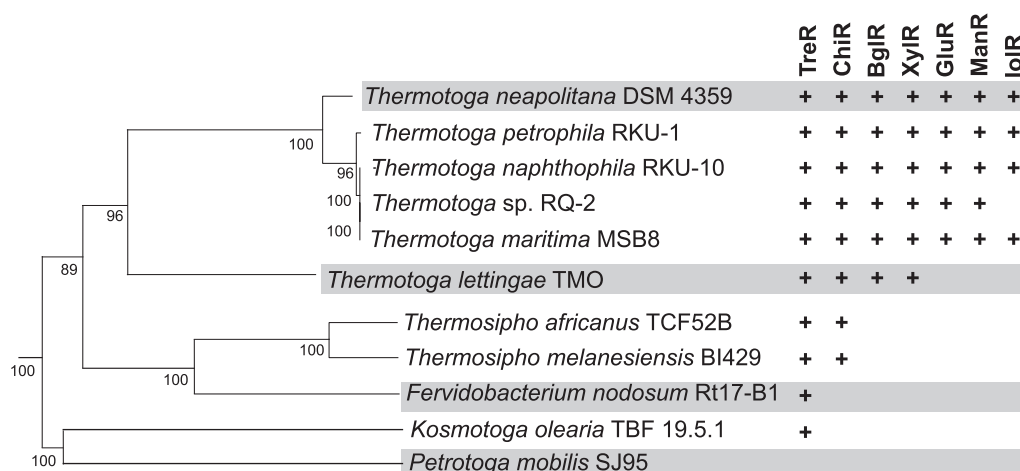 TreR ChiR BglR XylR GluR ManR IolR
Thermotoga neapolitana DSM 4359 + + + + + + +
100
Thermotoga petrophila RKU-1 + + + + + + +
96
Thermotoga naphthophila RKU-10 + + + + + + +
100
Thermotoga sp. RQ-2 + + + + + +
100
Thermotoga maritima MSB8 + + + + + + +
96
89
Thermotoga lettingae TMO + + + +
Thermosipho africanus TCF52B + +
100
Thermosipho melanesiensis BI429 + +
100
100
Fervidobacterium nodosum Rt17-B1 +
Kosmotoga olearia TBF 19.5.1 +
100
Petrotoga mobilis SJ95